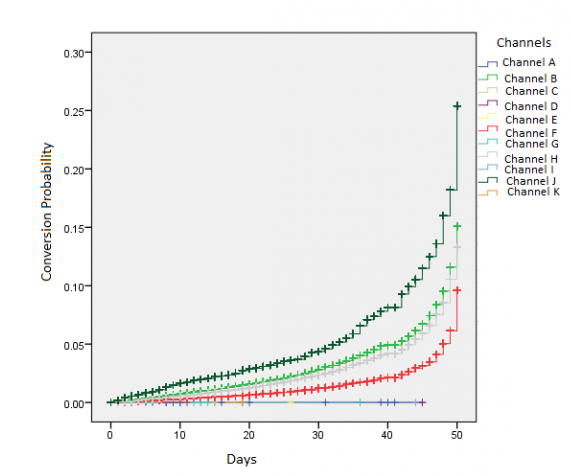 Channels
Channel A
Channel B
Channel C
Channel D
Channel E
Channel F
Channel G
Channel H
Channel I
Channel J
Channel K
0.30
0.25
0.20
0.15
0.10
0.05
0.00
Conversion Probability
0 10 20 30 40 50
Days